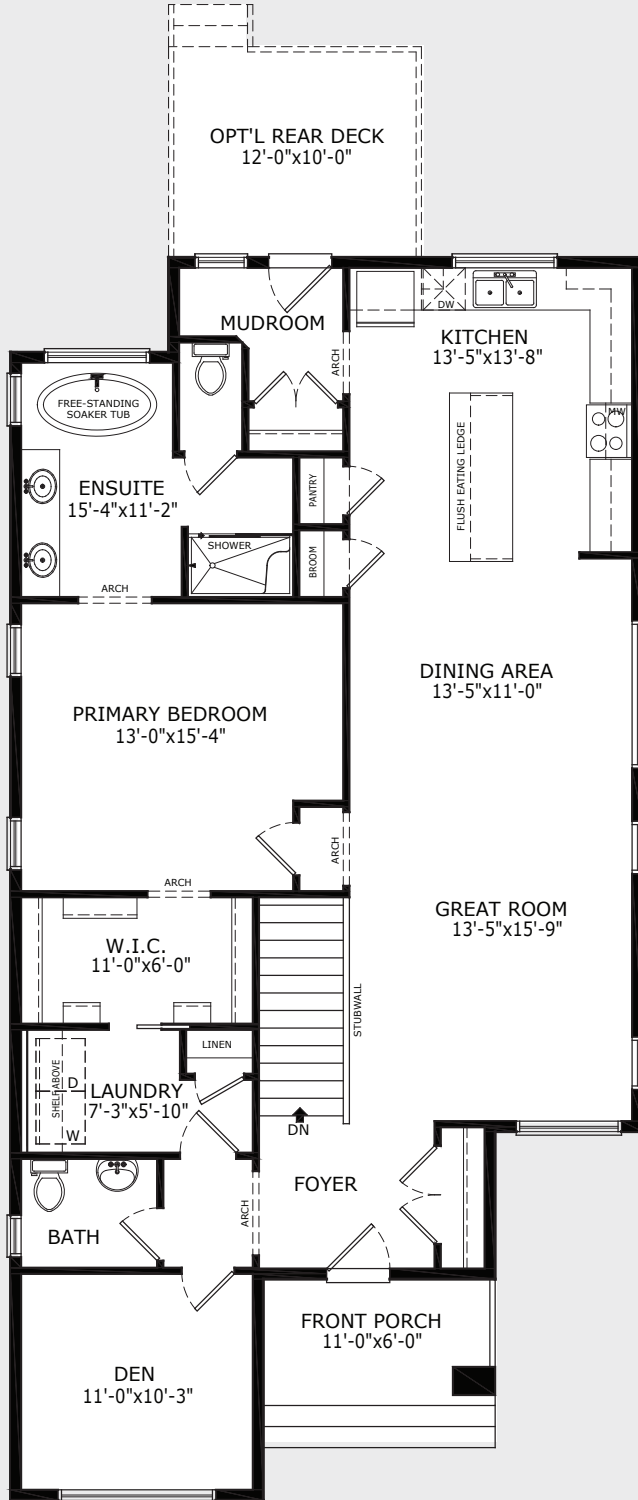 OPT'L REAR DECK
12'-0"x10'-0"
MUDROOM
ARCH
DW
KITCHEN
13'-5"x13'-8"
MW
FLUSH EATING LEDGE
FREE-STANDING
SOAKER TUB
ENSUITE
15'-4"x11'-2"
PANTRY
SHOWER
BROOM
ARCH
DINING AREA
13'-5"x11'-0"
PRIMARY BEDROOM
13'-0"x15'-4"
ARCH
ARCH
GREAT ROOM
13'-5"x15'-9"
W.I.C.
11'-0"x6'-0"
STUBWALL
LINEN
SHELF ABOVE
D
LAUNDRY
7'-3"x5'-10"
W
DN
FOYER
ARCH
BATH
FRONT PORCH
11'-0"x6'-0"
DEN
11'-0"x10'-3"